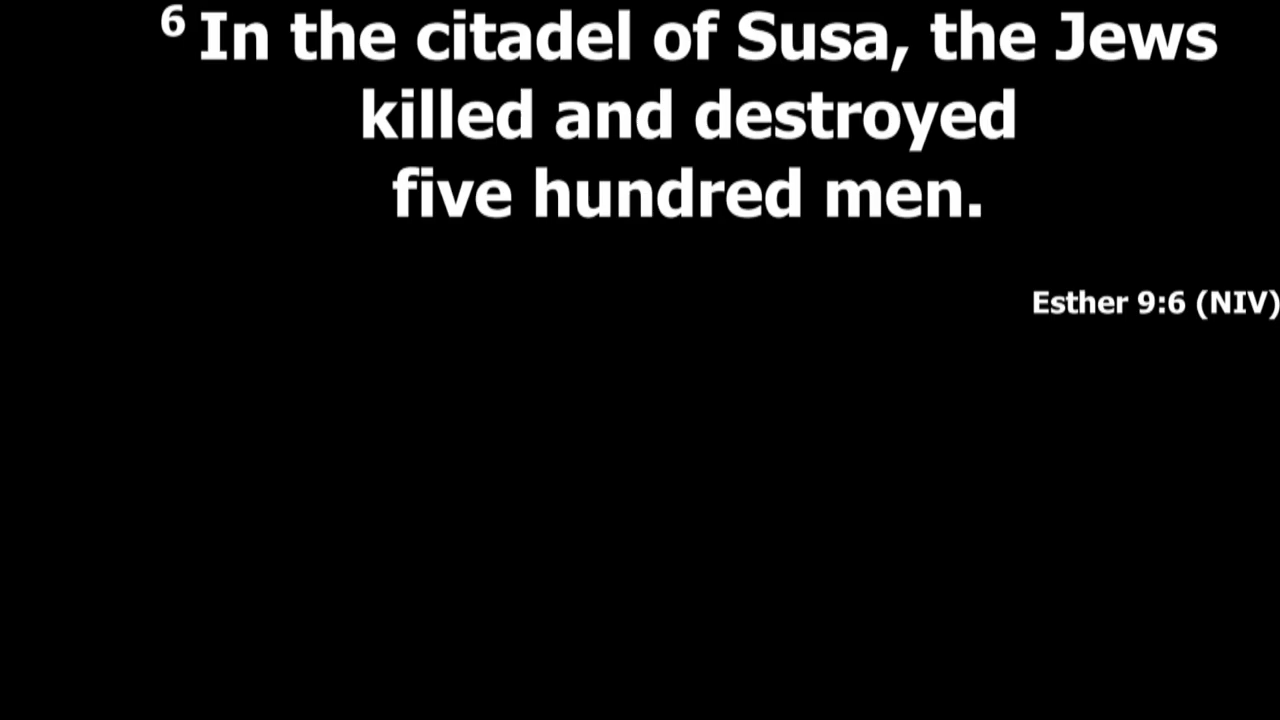 6 In the citadel of Susa, the Jews
killed and destroyed
five hundred men.
Esther 9:6 (NIV)